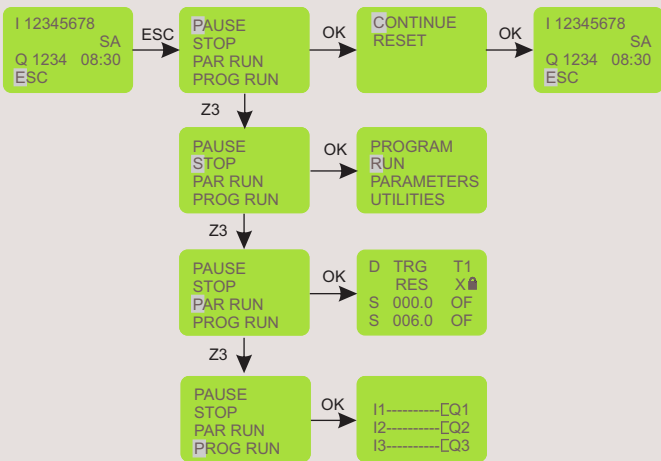 I 12345678
SA
Q 1234 08:30
ESC
ESC
PAUSE
STOP
PAR RUN
PROG RUN
OK
CONTINUE
RESET
OK
I 12345678
SA
Q 1234 08:30
ESC
Z3
PAUSE
STOP
PAR RUN
PROG RUN
OK
PROGRAM
RUN
PARAMETERS
UTILITIES
Z3
PAUSE
STOP
PAR RUN
PROG RUN
OK
D TRG T1
RES X
S 000.0 OF
S 006.0 OF
Z3
PAUSE
STOP
PAR RUN
PROG RUN
OK
I1----------[Q1
I2----------[Q2
I3----------[Q3